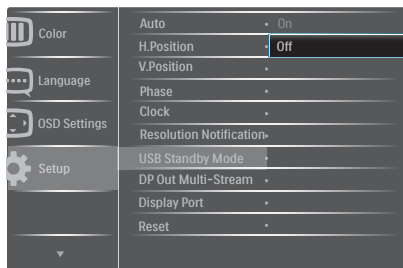 Color
Language
OSD Settings
Setup
Auto
H.Position
V.Position
Phase
Clock
Resolution Notification
USB Standby Mode
DP Out Multi-Stream
Display Port
Reset
On
Off